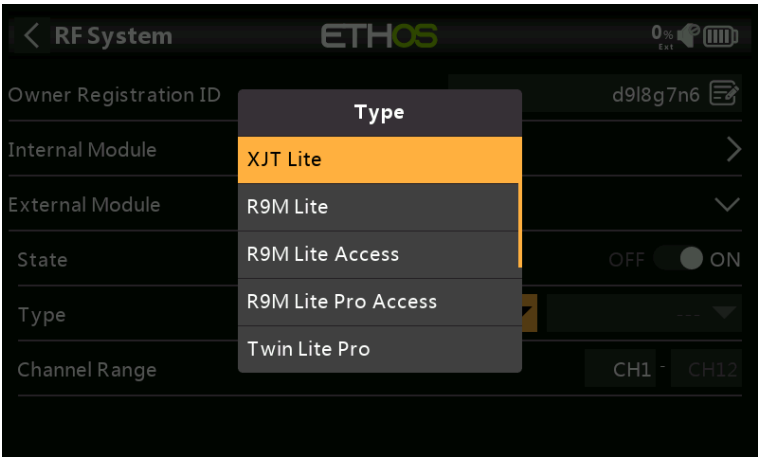 RF System
ETHOS
0%
Ext
Owner Registration ID
d9l8g7n6
Internal Module
External Module
State
OFF
ON
Type
---
Channel Range
CH1 - CH12
Type
XJT Lite
R9M Lite
R9M Lite Access
R9M Lite Pro Access
Twin Lite Pro